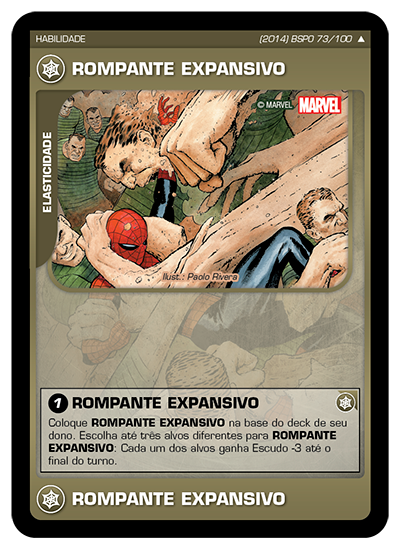 HABILIDADE
(2014) BSP0 73/100 ▲
ROMPANTE EXPANSIVO
© MARVEL MARVEL
ELASTICIDADE
Ilust.: Paolo Rivera
1 ROMPANTE EXPANSIVO
Coloque ROMPANTE EXPANSIVO na base do deck de seu
dono. Escolha até três alvos diferentes para ROMPANTE
EXPANSIVO: Cada um dos alvos ganha Escudo -3 até o
final do turno.
ROMPANTE EXPANSIVO